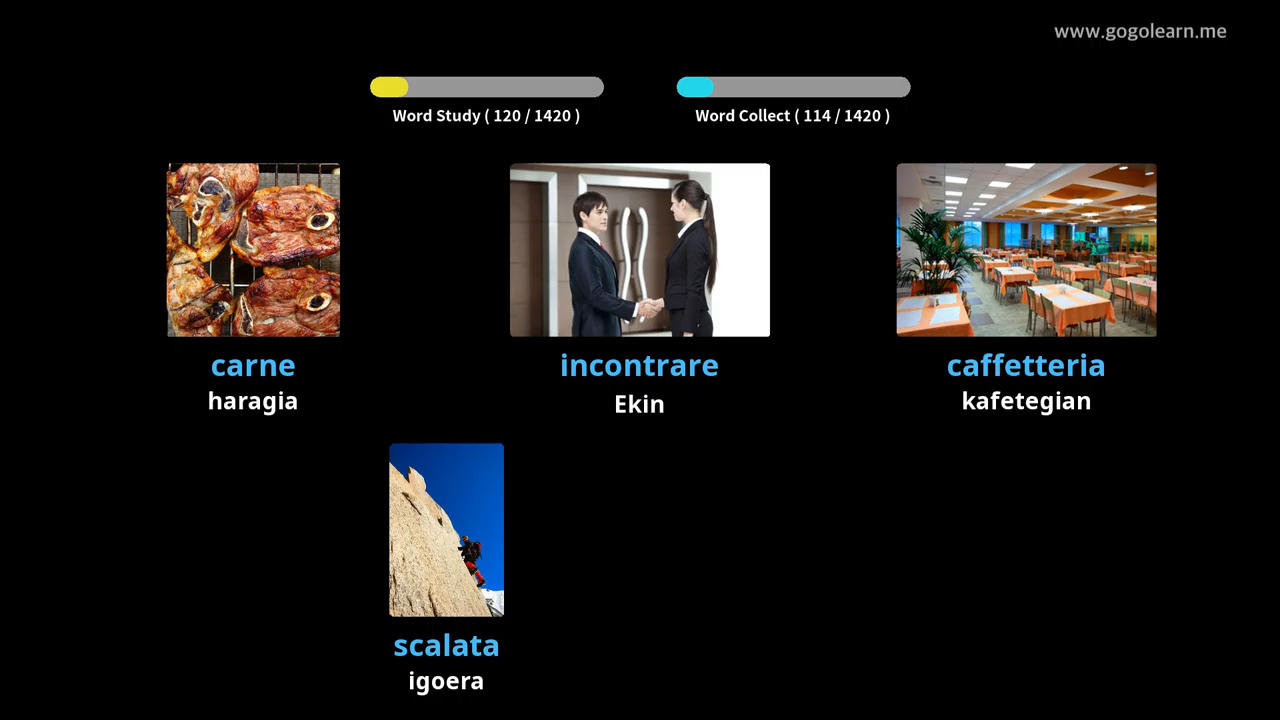 www.gogolearn.me
Word Study ( 120 / 1420 )
Word Collect ( 114 / 1420 )
carne
haragia
incontrare
Ekin
caffetteria
kafetegian
scalata
igoera